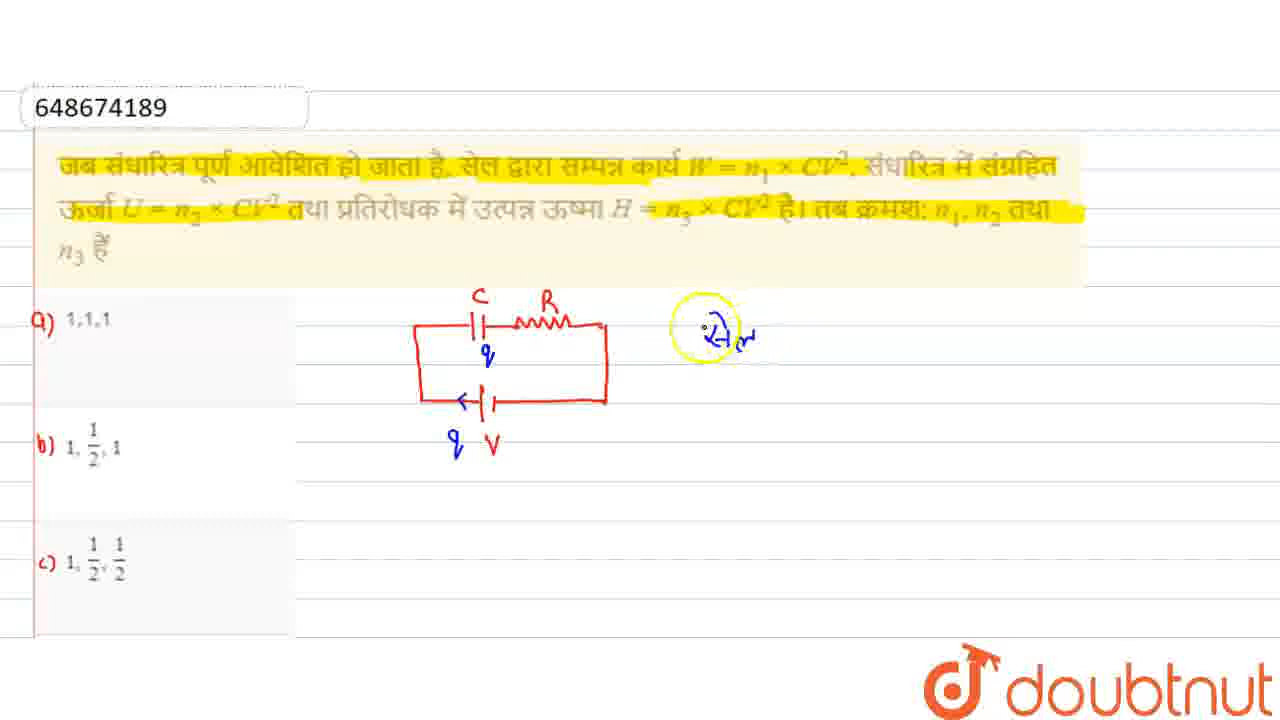 648674189
जब संधारित्र पूर्ण आवेशित हो जाता है, सेल द्वारा सम्पन्न कार्य W = n₁ × CV², संधारित्र में संग्रहित
ऊर्जा U = n₂ × CV² तथा प्रतिरोधक में उत्पन्न ऊष्मा H = n₃ × CV² है। तब क्रमश: n₁, n₂ तथा
n₃ हैं
a) 1,1,1
b) 1, 1/2, 1
c) 1, 1/2, 1/2
C R
q
q V
doubtnut